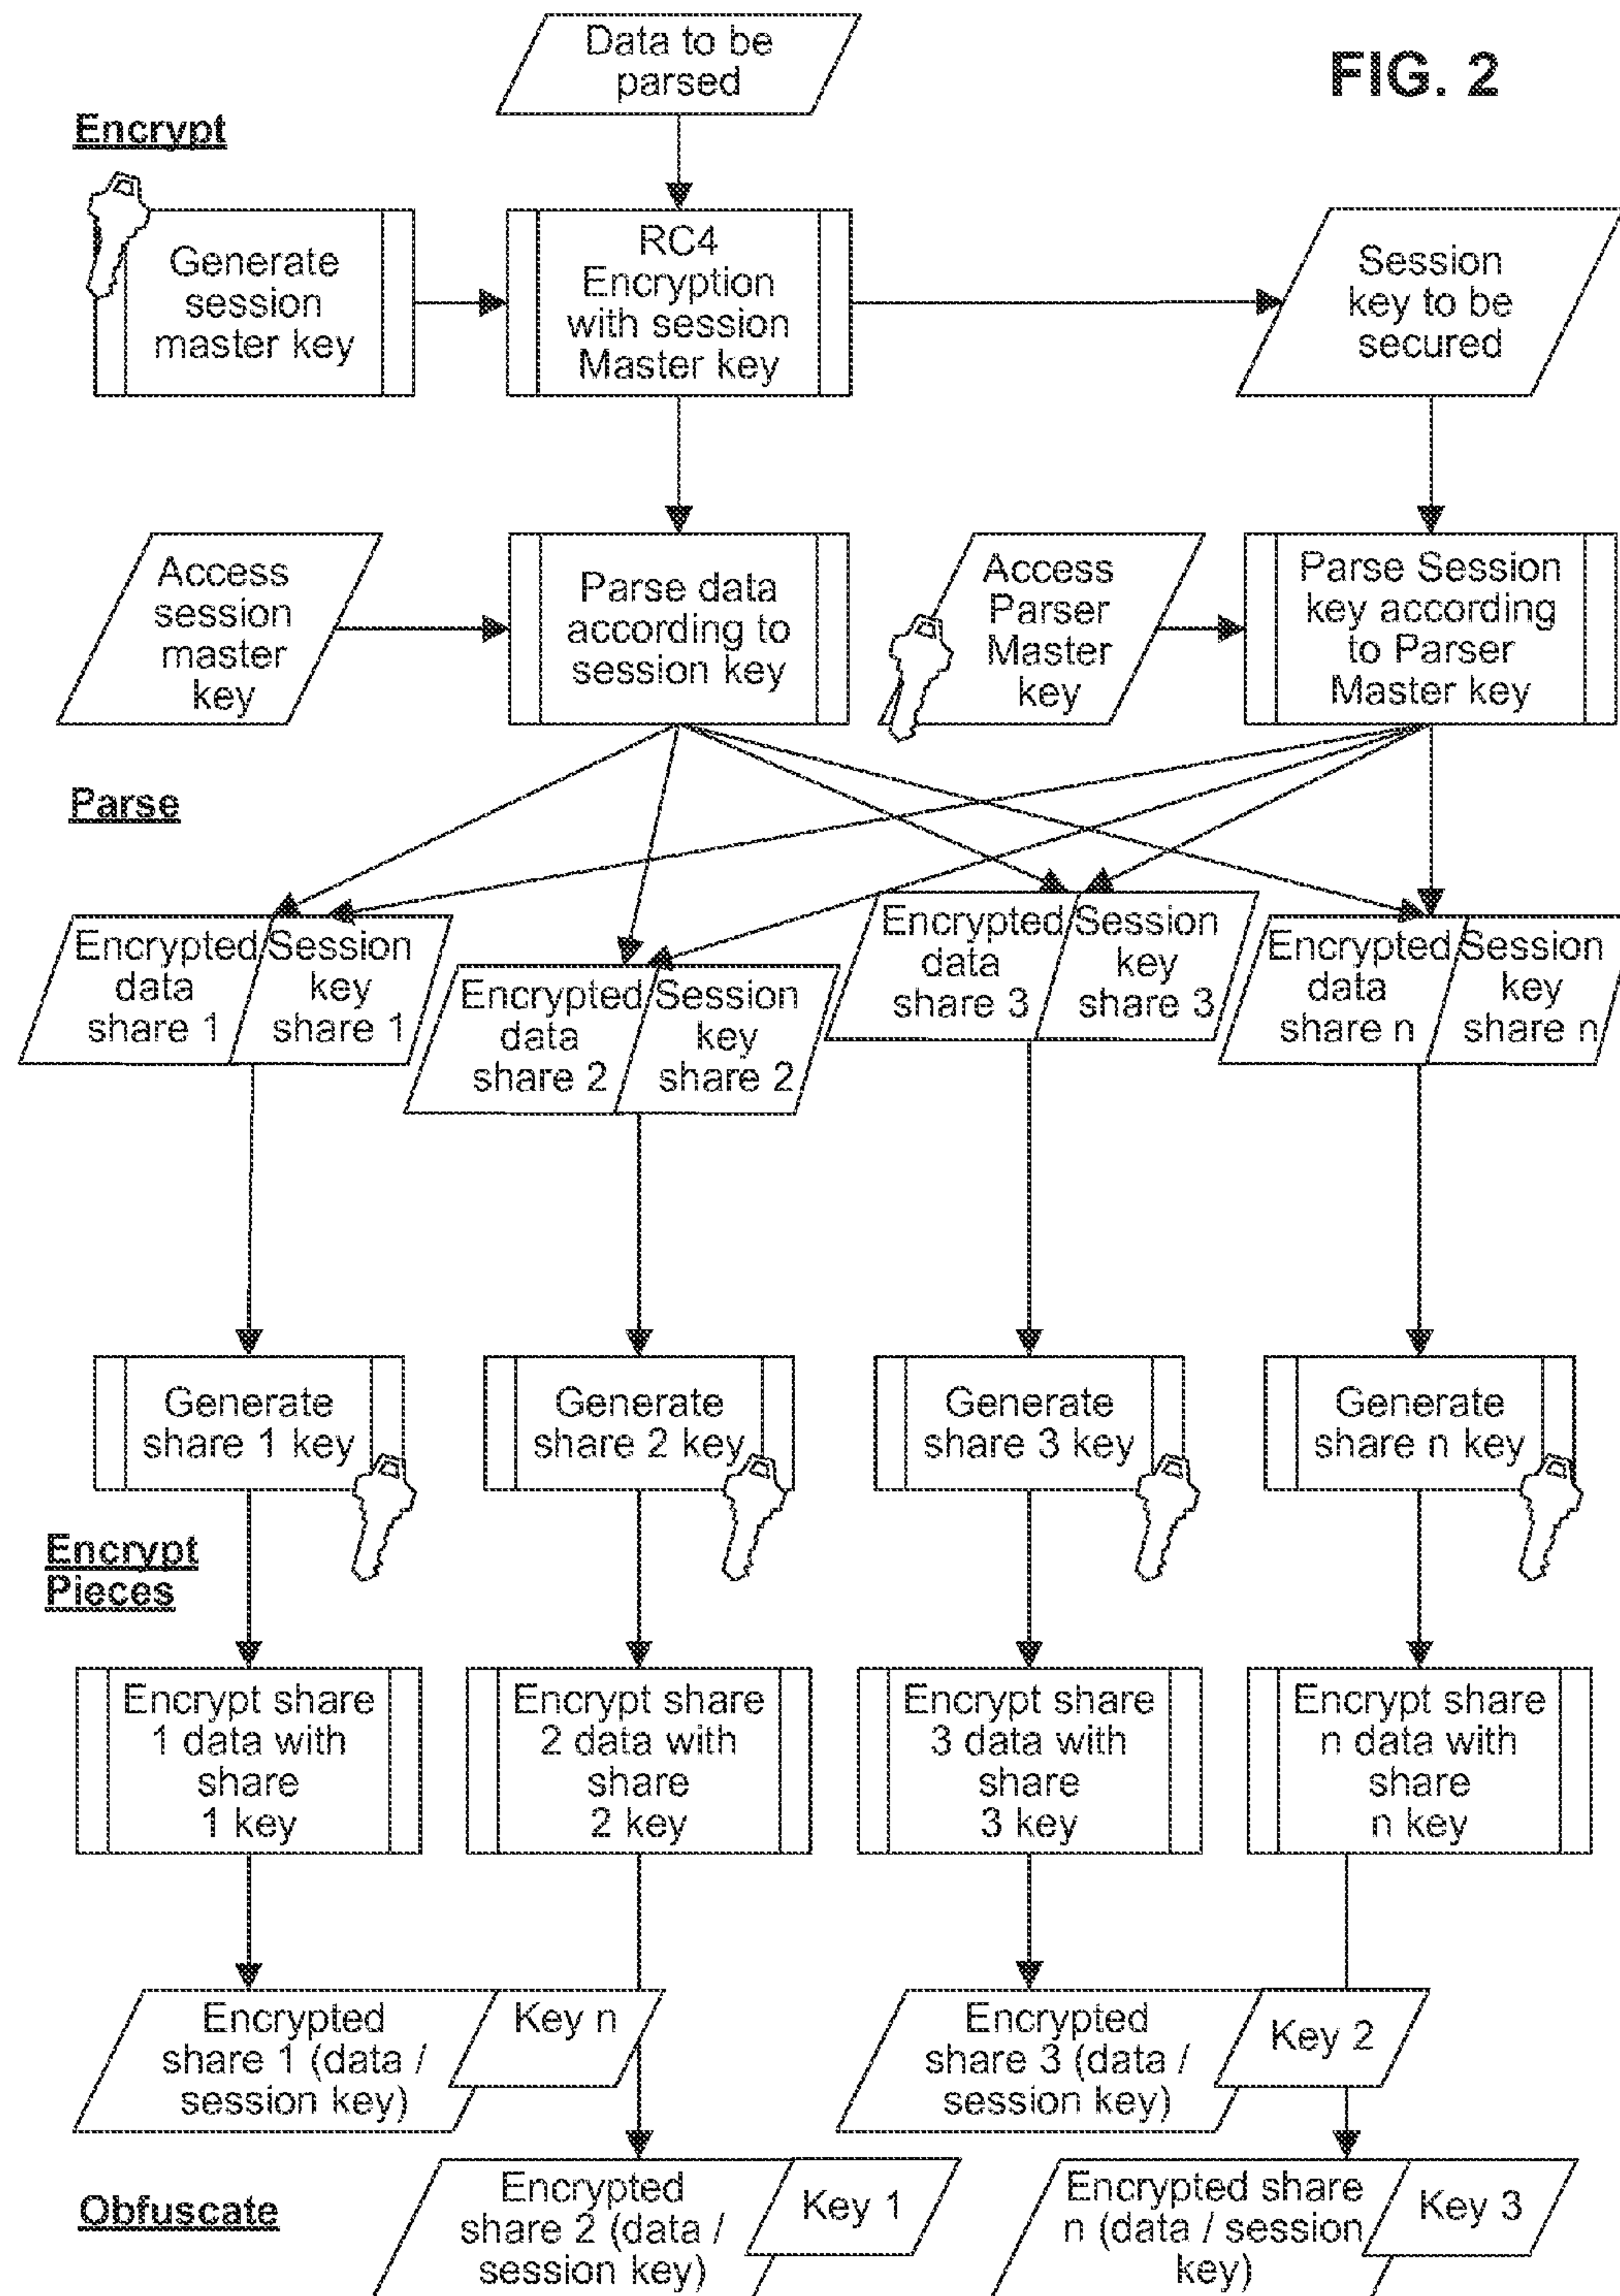 Data to be
parsed
FIG. 2
Encrypt
Generate
session
master key
RC4
Encryption
with session
Master key
Session
key to be
secured
Access
session
master
key
Parse data
according to
session key
Access
Parser
Master
key
Parse Session
key according
to Parser
Master key
Parse
Encrypted
data
share 1
Session
key
share 1
Encrypted
data
share 2
Session
key
share 2
Encrypted
data
share 3
Session
key
share 3
Encrypted
data
share n
Session
key
share n
Generate
share 1 key
Generate
share 2 key
Generate
share 3 key
Generate
share n key
Encrypt
Pieces
Encrypt share
1 data with
share
1 key
Encrypt share
2 data with
share
2 key
Encrypt share
3 data with
share
3 key
Encrypt share
n data with
share
n key
Encrypted
share 1 (data /
session key)
Key n
Encrypted
share 3 (data /
session key)
Key 2
Obfuscate
Encrypted
share 2 (data /
session key)
Key 1
Encrypted share
n (data / session
key)
Key 3